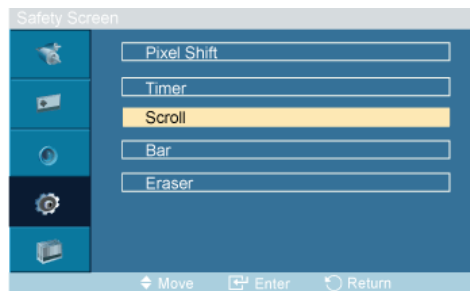 Safety Screen
Pixel Shift
Timer
Scroll
Bar
Eraser
Move Enter Return